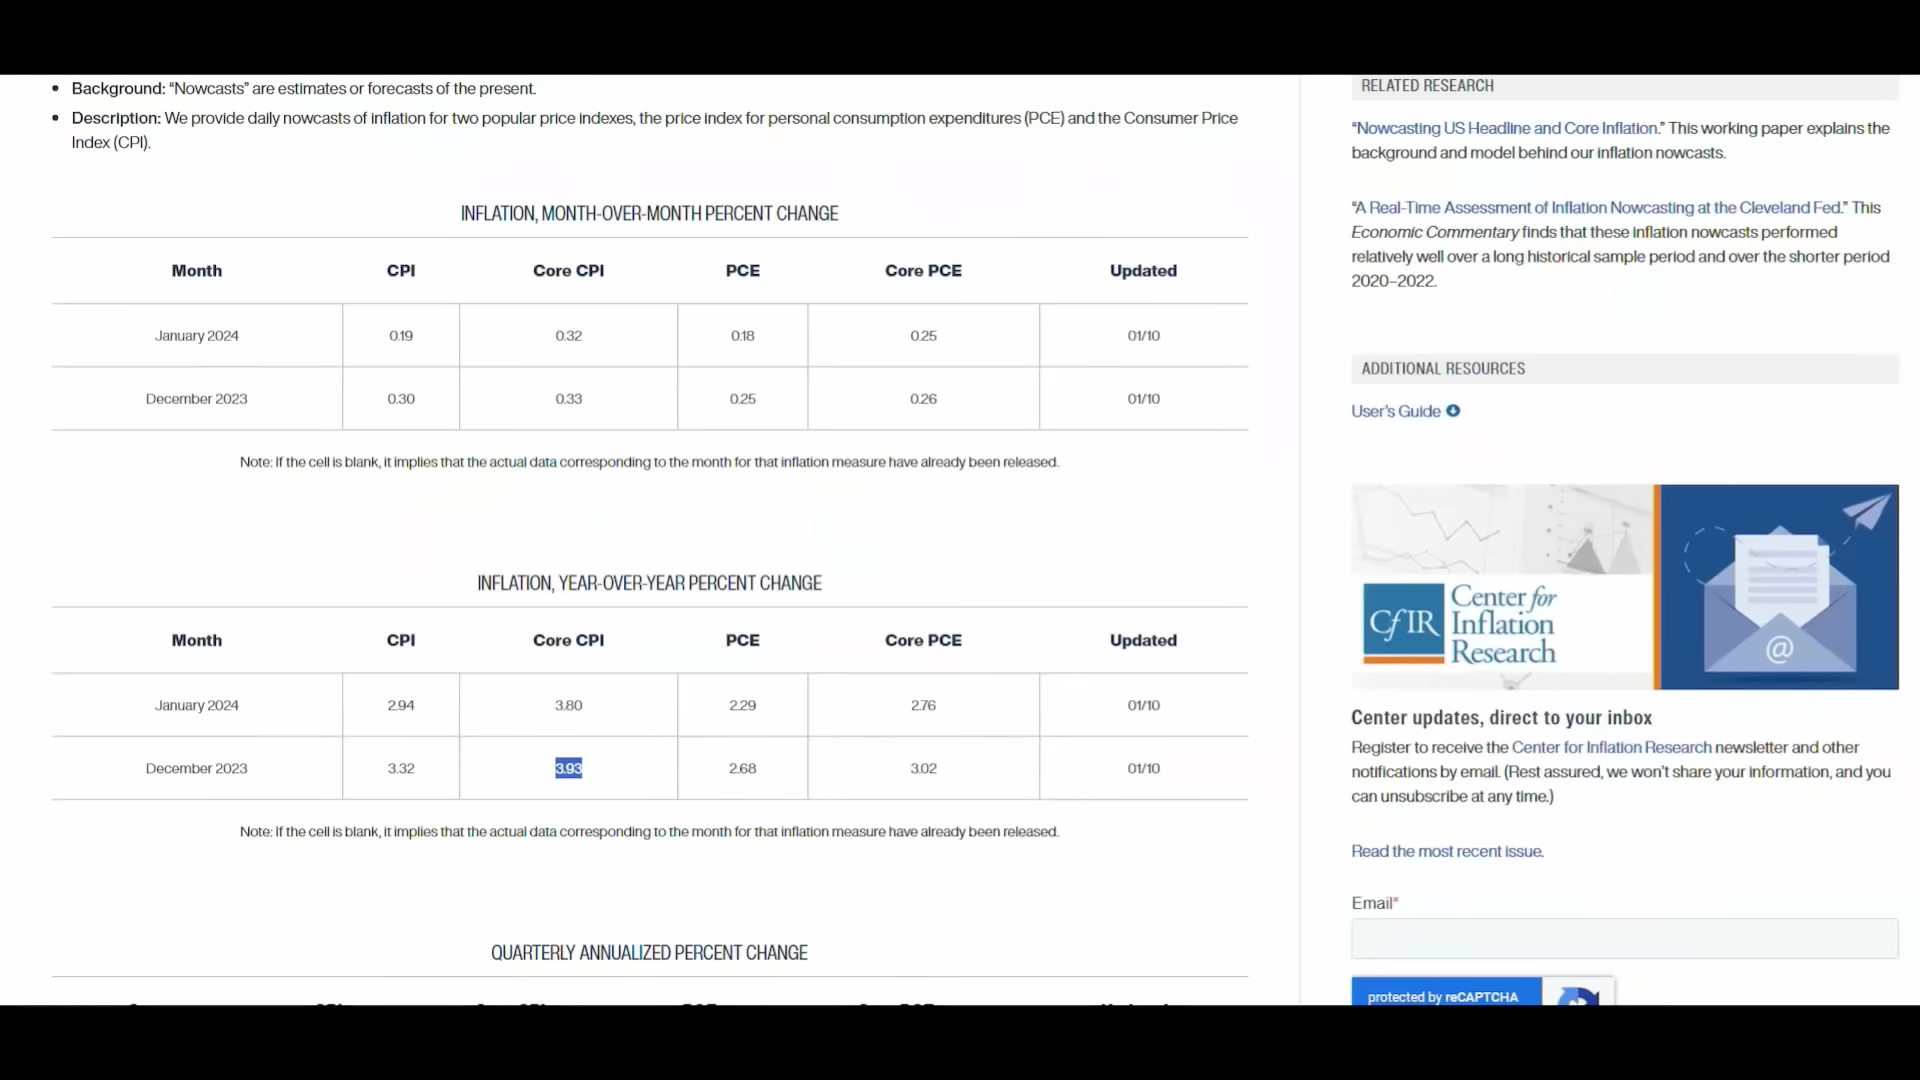 Background: “Nowcasts” are estimates or forecasts of the present.
Description: We provide daily nowcasts of inflation for two popular price indexes, the price index for personal consumption expenditures (PCE) and the Consumer Price
Index (CPI).
INFLATION, MONTH-OVER-MONTH PERCENT CHANGE
Month CPI Core CPI PCE Core PCE Updated
January 2024 0.19 0.32 0.18 0.25 01/10
December 2023 0.30 0.33 0.25 0.26 01/10
Note: If the cell is blank, it implies that the actual data corresponding to the month for that inflation measure have already been released.
INFLATION, YEAR-OVER-YEAR PERCENT CHANGE
Month CPI Core CPI PCE Core PCE Updated
January 2024 2.94 3.80 2.29 2.76 01/10
December 2023 3.32 3.93 2.68 3.02 01/10
Note: If the cell is blank, it implies that the actual data corresponding to the month for that inflation measure have already been released.
QUARTERLY ANNUALIZED PERCENT CHANGE
RELATED RESEARCH
“Nowcasting US Headline and Core Inflation.” This working paper explains the
background and model behind our inflation nowcasts.
“A Real-Time Assessment of Inflation Nowcasting at the Cleveland Fed.” This
Economic Commentary finds that these inflation nowcasts performed
relatively well over a long historical sample period and over the shorter period
2020–2022.
ADDITIONAL RESOURCES
User’s Guide
CfIR
Center for
Inflation
Research
@
Center updates, direct to your inbox
Register to receive the Center for Inflation Research newsletter and other
notifications by email. (Rest assured, we won’t share your information, and you
can unsubscribe at any time.)
Read the most recent issue.
Email*
protected by reCAPTCHA